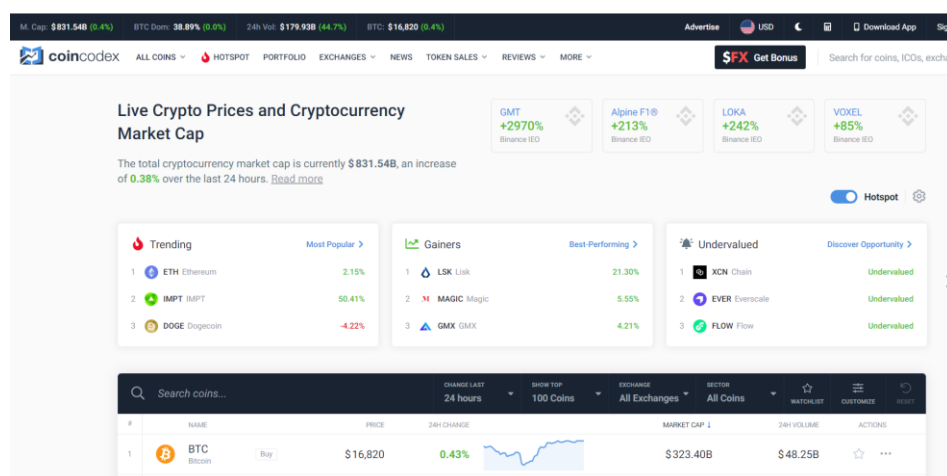 M. Cap: $831.54B (0.4%) BTC Dom: 38.89% (0.0%) 24h Vol: $179.93B (44.7%) BTC: $16,820 (0.4%) Advertise USD Download App
coincodex ALL COINS HOTSPOT PORTFOLIO EXCHANGES NEWS TOKEN SALES REVIEWS MORE $FX Get Bonus Search for coins, ICOs, excha
Live Crypto Prices and Cryptocurrency
Market Cap
The total cryptocurrency market cap is currently $831.54B, an increase
of 0.38% over the last 24 hours. Read more
GMT Alpine F1® LOKA VOXEL
+2970% +213% +242% +85%
Binance IEO Binance IEO Binance IEO Binance IEO
Hotspot
Trending Most Popular >
1 ETH Ethereum 2.15%
2 IMPT IMPT 50.41%
3 DOGE Dogecoin -4.22%
Gainers Best-Performing >
1 LSK Lisk 21.30%
2 MAGIC Magic 5.55%
3 GMX GMX 4.21%
Undervalued Discover Opportunity >
1 XCN Chain Undervalued
2 EVER Everscale Undervalued
3 FLOW Flow Undervalued
Search coins... CHANGE LAST SHOW TOP EXCHANGE SECTOR
24 hours 100 Coins All Exchanges All Coins WATCHLIST CUSTOMIZE RESET
# NAME PRICE 24H CHANGE MARKET CAP ↓ 24H VOLUME ACTIONS
1 BTC Buy $16,820 0.43% $323.40B $48.25B
Bitcoin